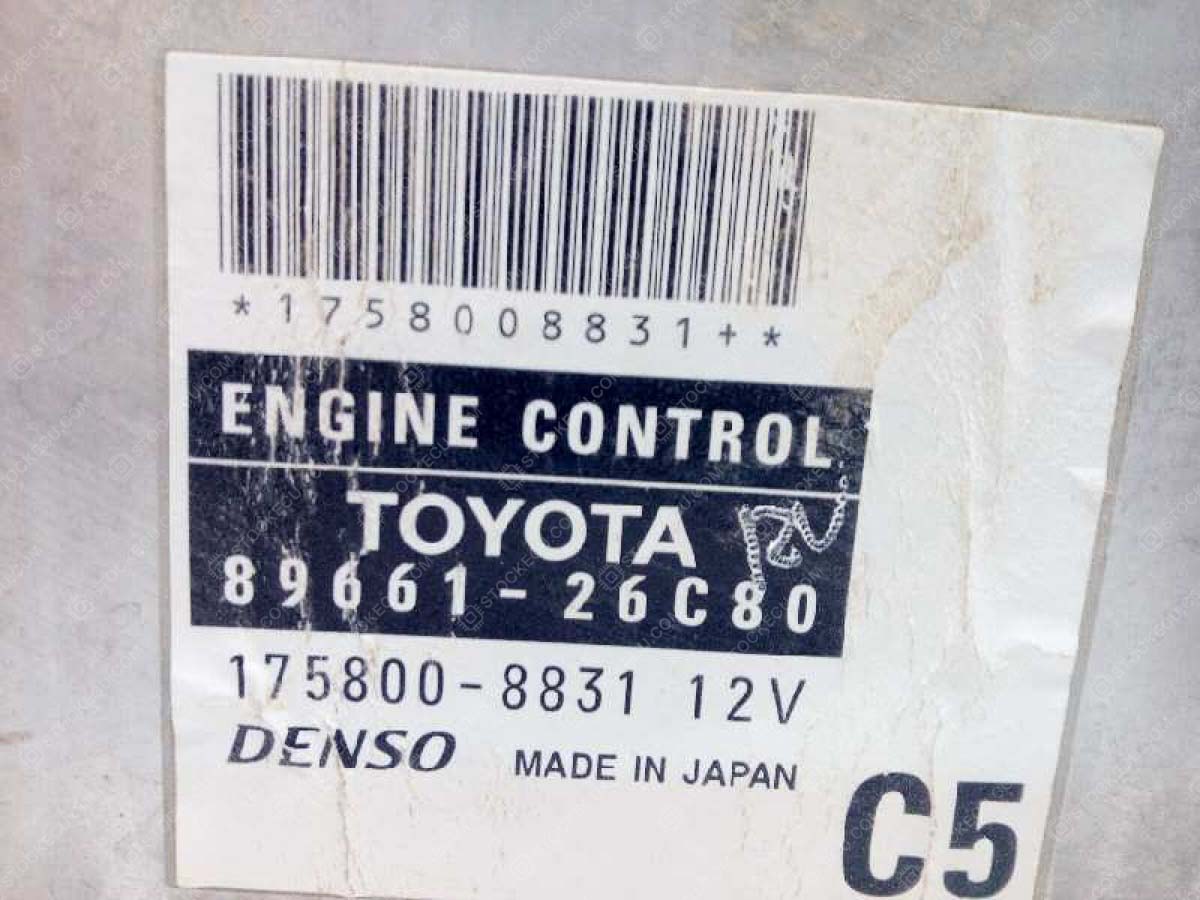 *1758008831+*
ENGINE CONTROL
TOYOTA
89661-26C80
175800-8831 12V
DENSO MADE IN JAPAN
C5